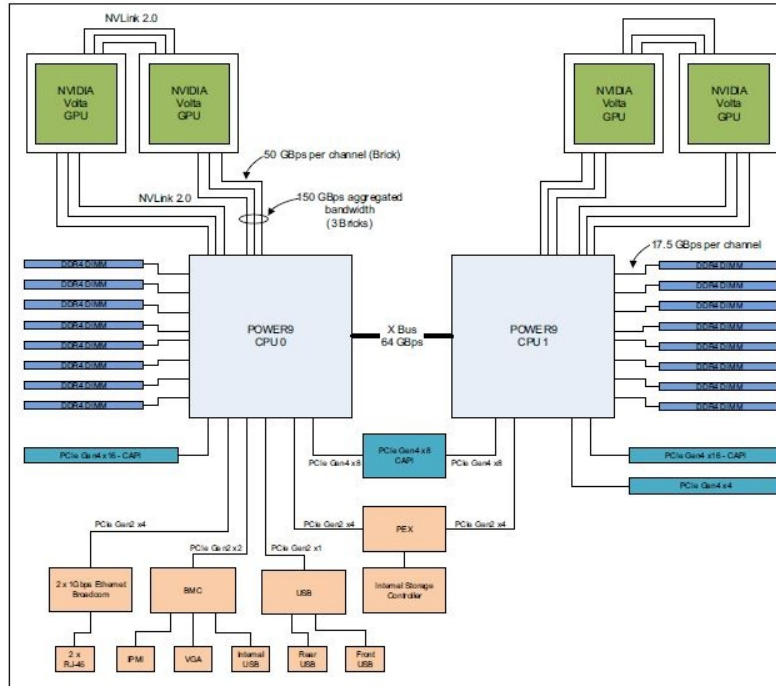 NVLink 2.0
NVIDIA
Volta
GPU
NVIDIA
Volta
GPU
NVIDIA
Volta
GPU
NVIDIA
Volta
GPU
50 GBps per channel (Brick)
NVLink 2.0
150 GBps aggregated
bandwidth
(3 Bricks)
17.5 GBps per channel
DDR4 DIMM
DDR4 DIMM
DDR4 DIMM
DDR4 DIMM
DDR4 DIMM
DDR4 DIMM
DDR4 DIMM
DDR4 DIMM
POWER9
CPU 0
X Bus
64 GBps
POWER9
CPU 1
DDR4 DIMM
DDR4 DIMM
DDR4 DIMM
DDR4 DIMM
DDR4 DIMM
DDR4 DIMM
DDR4 DIMM
DDR4 DIMM
PCIe Gen4 x16 - CAPI
PCIe Gen4 x8
PCIe Gen4 x8
CAPI
PCIe Gen4 x8
PCIe Gen4 x16 - CAPI
PCIe Gen4 x4
PCIe Gen2 x4
PCIe Gen2 x2
PCIe Gen2 x1
PCIe Gen2 x4
PEX
PCIe Gen2 x4
2 x 1Gbps Ethernet
Broadcom
BMC
USB
Internal Storage
Controller
2 x
RJ-45
IPMI
VGA
Internal
USB
Rear
USB
Front
USB